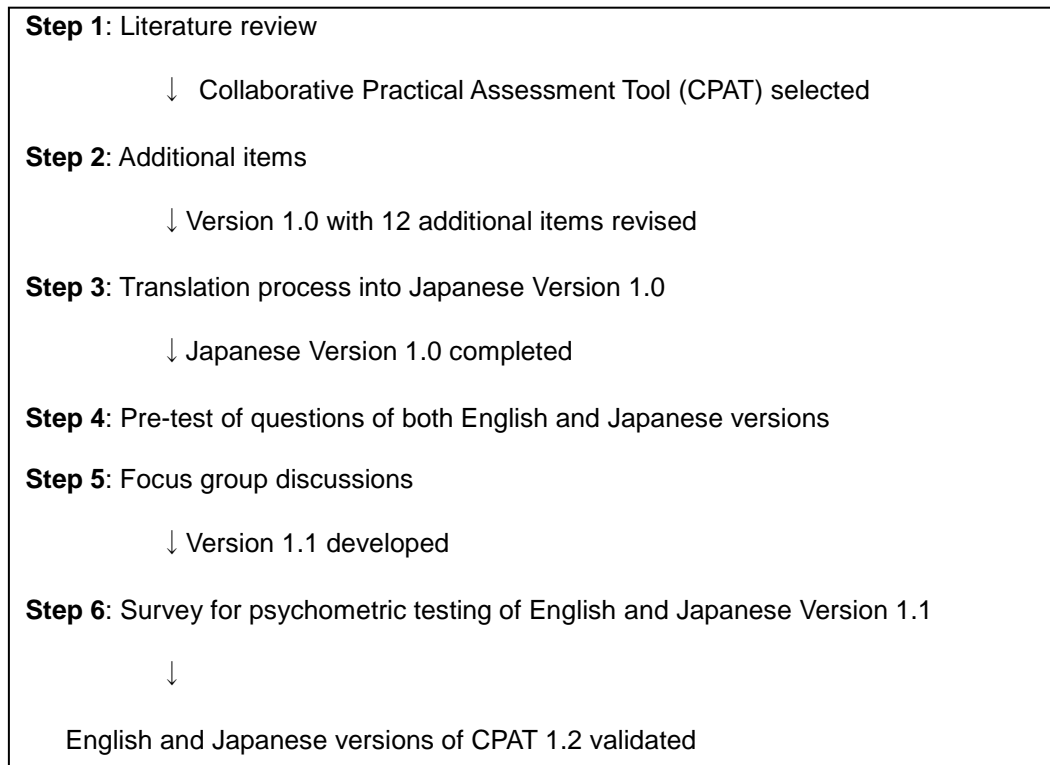 Step 1: Literature review
↓ Collaborative Practical Assessment Tool (CPAT) selected
Step 2: Additional items
↓ Version 1.0 with 12 additional items revised
Step 3: Translation process into Japanese Version 1.0
↓ Japanese Version 1.0 completed
Step 4: Pre-test of questions of both English and Japanese versions
Step 5: Focus group discussions
↓ Version 1.1 developed
Step 6: Survey for psychometric testing of English and Japanese Version 1.1
↓
English and Japanese versions of CPAT 1.2 validated